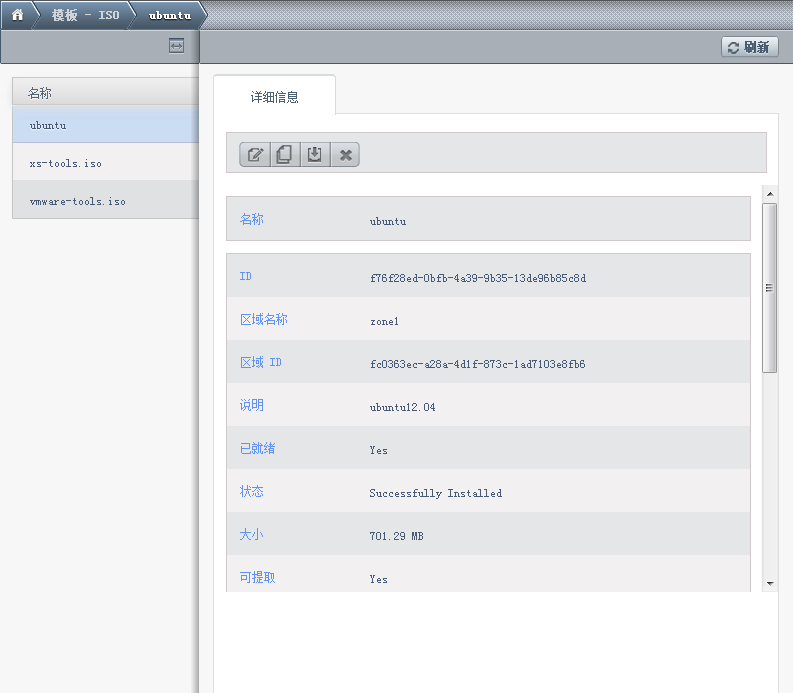 模板 - ISO
ubuntu
刷新
名称
ubuntu
xs-tools.iso
vmware-tools.iso
详细信息
名称 ubuntu
ID f76f28ed-0bfb-4a39-9b35-13de96b85c8d
区域名称 zone1
区域 ID fc0363ec-a28a-4d1f-873c-1ad7103e8fb6
说明 ubuntu12.04
已就绪 Yes
状态 Successfully Installed
大小 701.29 MB
可提取 Yes